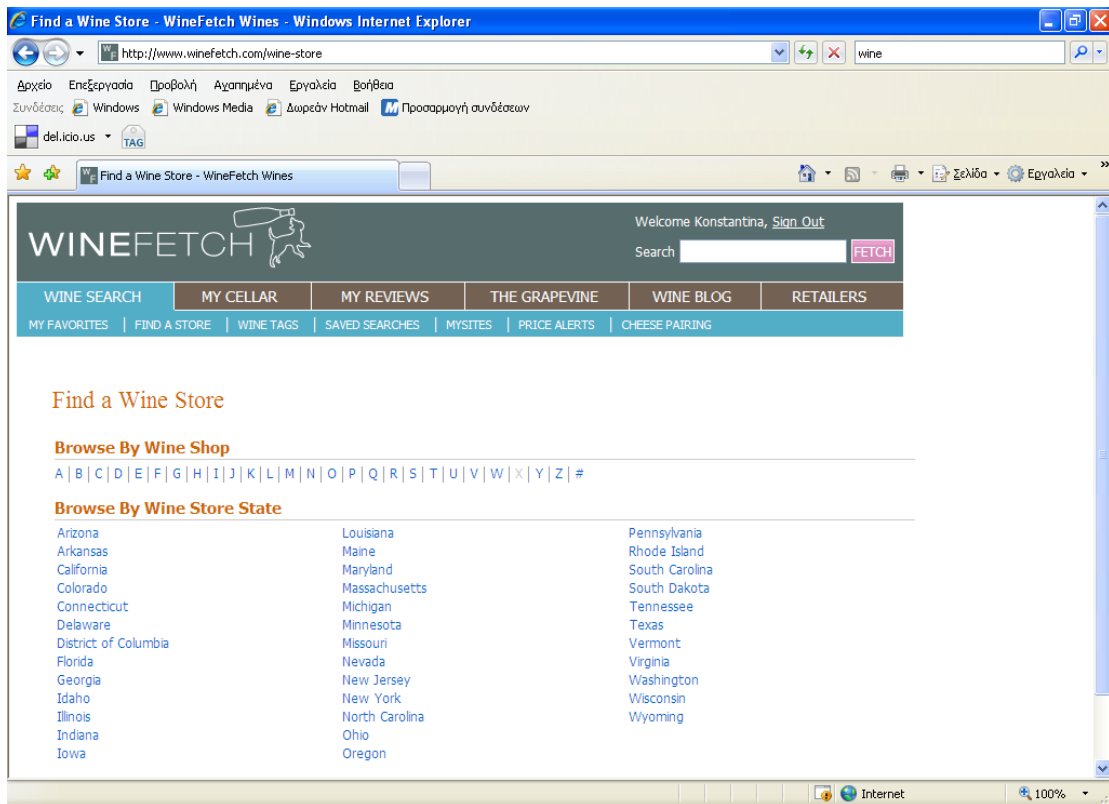 Find a Wine Store - WineFetch Wines - Windows Internet Explorer
http://www.winefetch.com/wine-store wine
Αρχείο Επεξεργασία Προβολή Αγαπημένα Εργαλεία Βοήθεια
Συνδέσεις Windows Windows Media Δωρεάν Hotmail Προσαρμογή συνδέσεων
del.icio.us TAG
Find a Wine Store - WineFetch Wines Σελίδα Εργαλεία »
WINEFETCH
Welcome Konstantina, Sign Out
Search FETCH
WINE SEARCH MY CELLAR MY REVIEWS THE GRAPEVINE WINE BLOG RETAILERS
MY FAVORITES | FIND A STORE | WINE TAGS | SAVED SEARCHES | MYSITES | PRICE ALERTS | CHEESE PAIRING
Find a Wine Store
Browse By Wine Shop
A | B | C | D | E | F | G | H | I | J | K | L | M | N | O | P | Q | R | S | T | U | V | W | X | Y | Z | #
Browse By Wine Store State
Arizona Louisiana Pennsylvania
Arkansas Maine Rhode Island
California Maryland South Carolina
Colorado Massachusetts South Dakota
Connecticut Michigan Tennessee
Delaware Minnesota Texas
District of Columbia Missouri Vermont
Florida Nevada Virginia
Georgia New Jersey Washington
Idaho New York Wisconsin
Illinois North Carolina Wyoming
Indiana Ohio
Iowa Oregon
Internet 100%